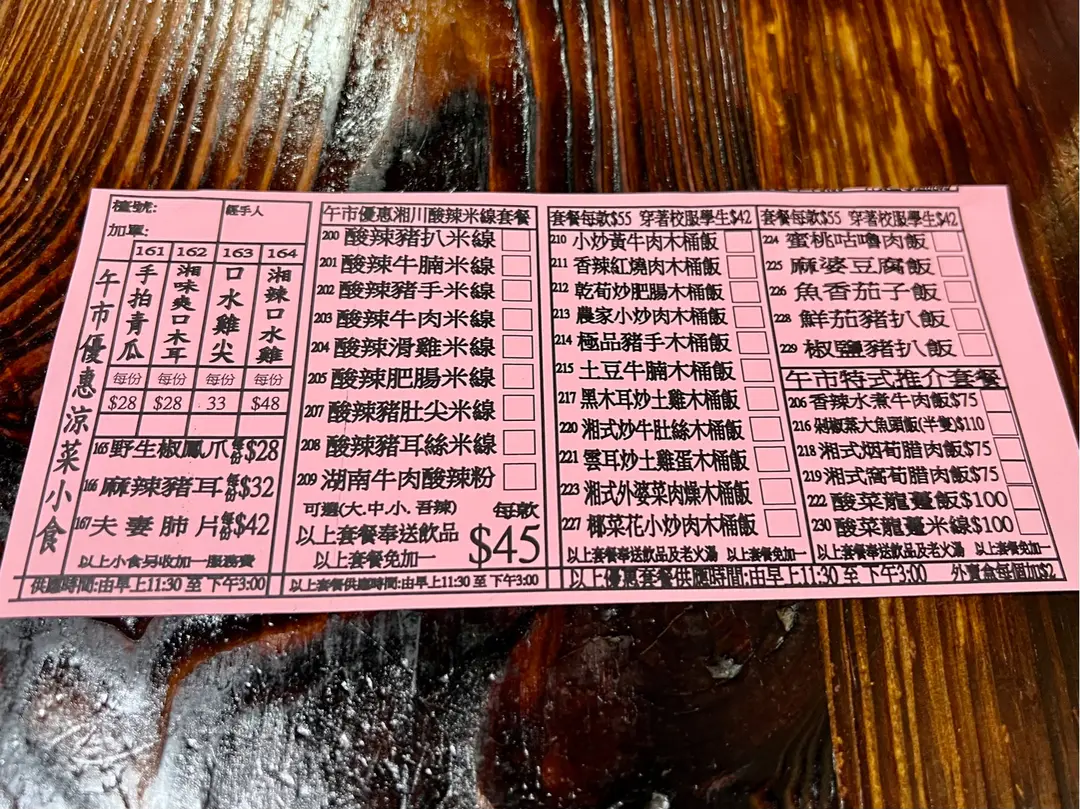 檯號:
經手人
加單:
161 162 163 164
午市優惠涼菜小食
手拍青瓜
湘味爽口木耳
口水雞尖
湘辣口水雞
每份 每份 每份 每份
$28 $28 33 $48
165 野生椒鳳爪 每份 $28
166 麻辣豬耳 每份 $32
167 夫妻肺片 每份 $42
以上小食另收加一服務費
供應時間:由早上11:30 至 下午3:00
午市優惠湘川酸辣米線套餐
200 酸辣豬扒米線
201 酸辣牛腩米線
202 酸辣豬手米線
203 酸辣牛肉米線
204 酸辣滑雞米線
205 酸辣肥腸米線
207 酸辣豬肚尖米線
208 酸辣豬耳絲米線
209 湖南牛肉酸辣粉
可選(大.中.小.吾辣) 每款
以上套餐奉送飲品 $45
以上套餐免加一
以上套餐供應時間:由早上11:30 至 下午3:00
套餐每款$55 穿著校服學生$42
210 小炒黃牛肉木桶飯
211 香辣紅燒肉木桶飯
212 乾筍炒肥腸木桶飯
213 農家小炒肉木桶飯
214 極品豬手木桶飯
215 土豆牛腩木桶飯
217 黑木耳炒土雞木桶飯
220 湘式炒牛肚絲木桶飯
221 雲耳炒土雞蛋木桶飯
223 湘式外婆菜肉燥木桶飯
227 椰菜花小炒肉木桶飯
以上套餐奉送飲品及老火湯 以上套餐免加一
套餐每款$55 穿著校服學生$42
224 蜜桃咕嚕肉飯
225 麻婆豆腐飯
226 魚香茄子飯
228 鮮茄豬扒飯
229 椒鹽豬扒飯
午市特式推介套餐
206 香辣水煮牛肉飯$75
216 剁椒蒸大魚頭飯(半隻)$110
218 湘式烟筍腊肉飯$75
219 湘式窩筍腊肉飯$75
222 酸菜龍躉飯$100
230 酸菜龍躉米線$100
以上套餐奉送飲品及老火湯 以上套餐免加一
以上優惠套餐供應時間:由早上11:30 至 下午3:00 外賣盒每個加$2